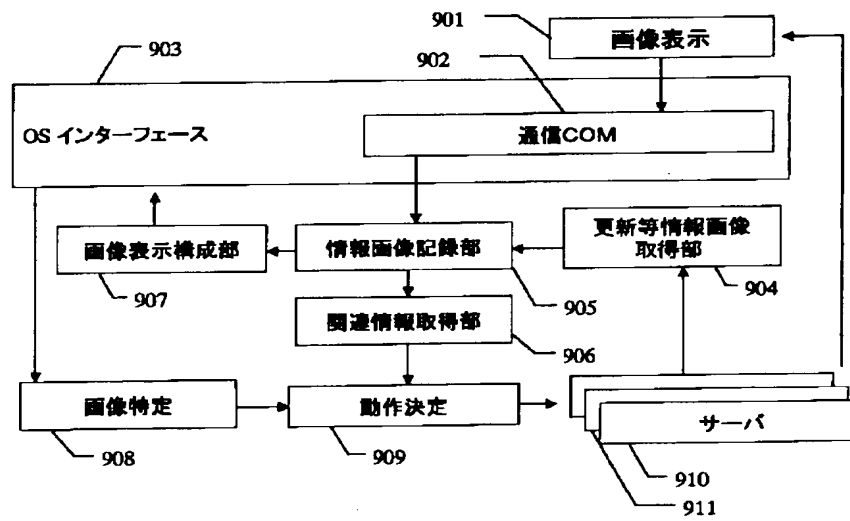 901
画像表示
903
902
OS インターフェース
通信COM
画像表示構成部
情報画像記録部
更新等情報画像
取得部
907
905
904
関連情報取得部
906
画像特定
動作決定
サーバ
908
909
910
911